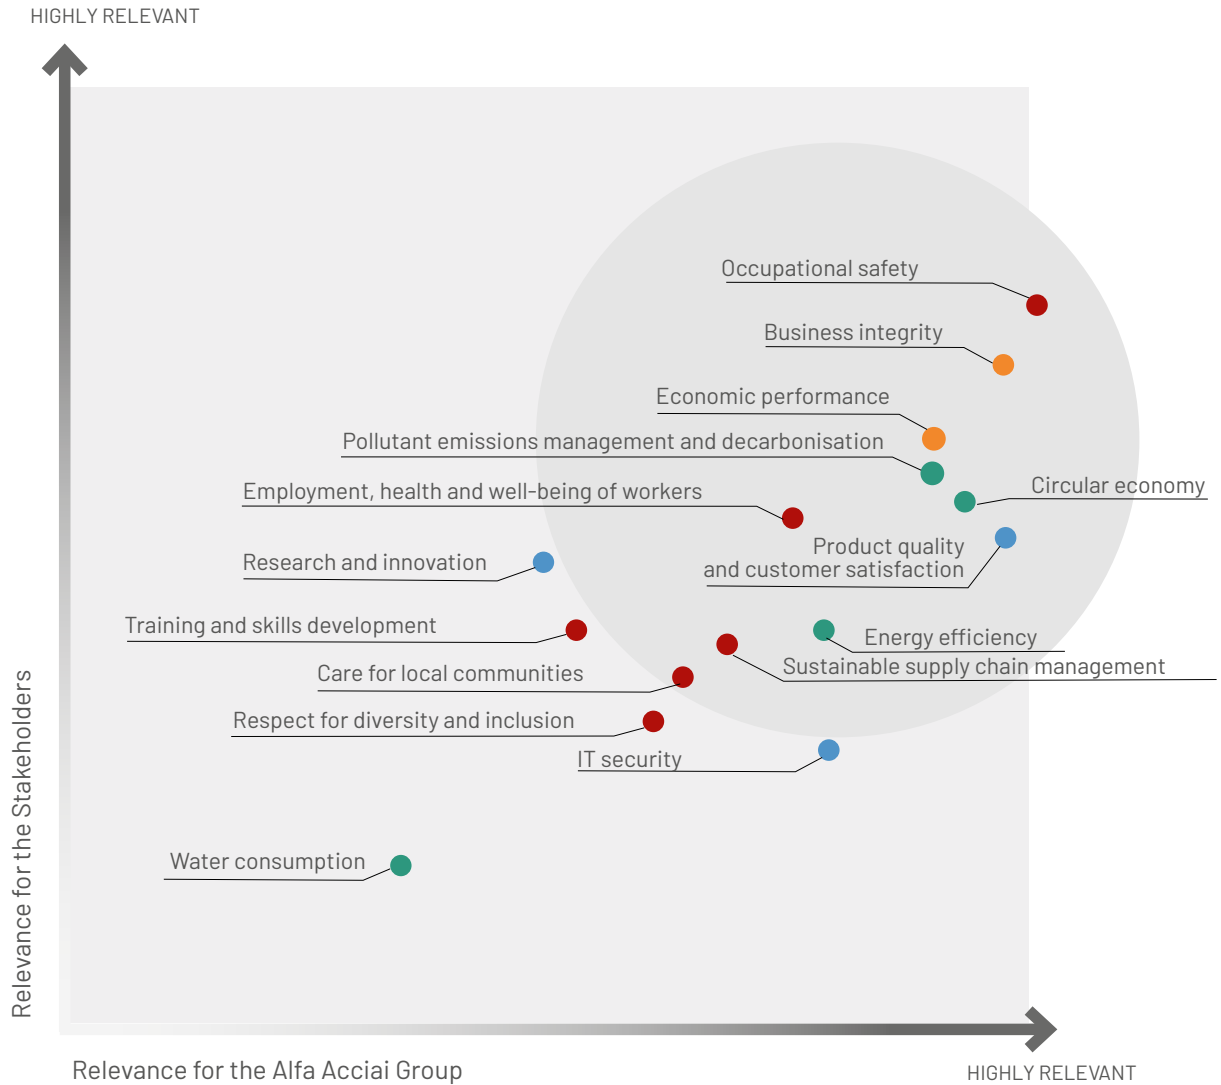 HIGHLY RELEVANT
Occupational safety
Business integrity
Economic performance
Pollutant emissions management and decarbonisation
Circular economy
Employment, health and well-being of workers
Product quality
and customer satisfaction
Research and innovation
Training and skills development
Energy efficiency
Sustainable supply chain management
Care for local communities
Respect for diversity and inclusion
IT security
Water consumption
Relevance for the Stakeholders
Relevance for the Alfa Acciai Group
HIGHLY RELEVANT